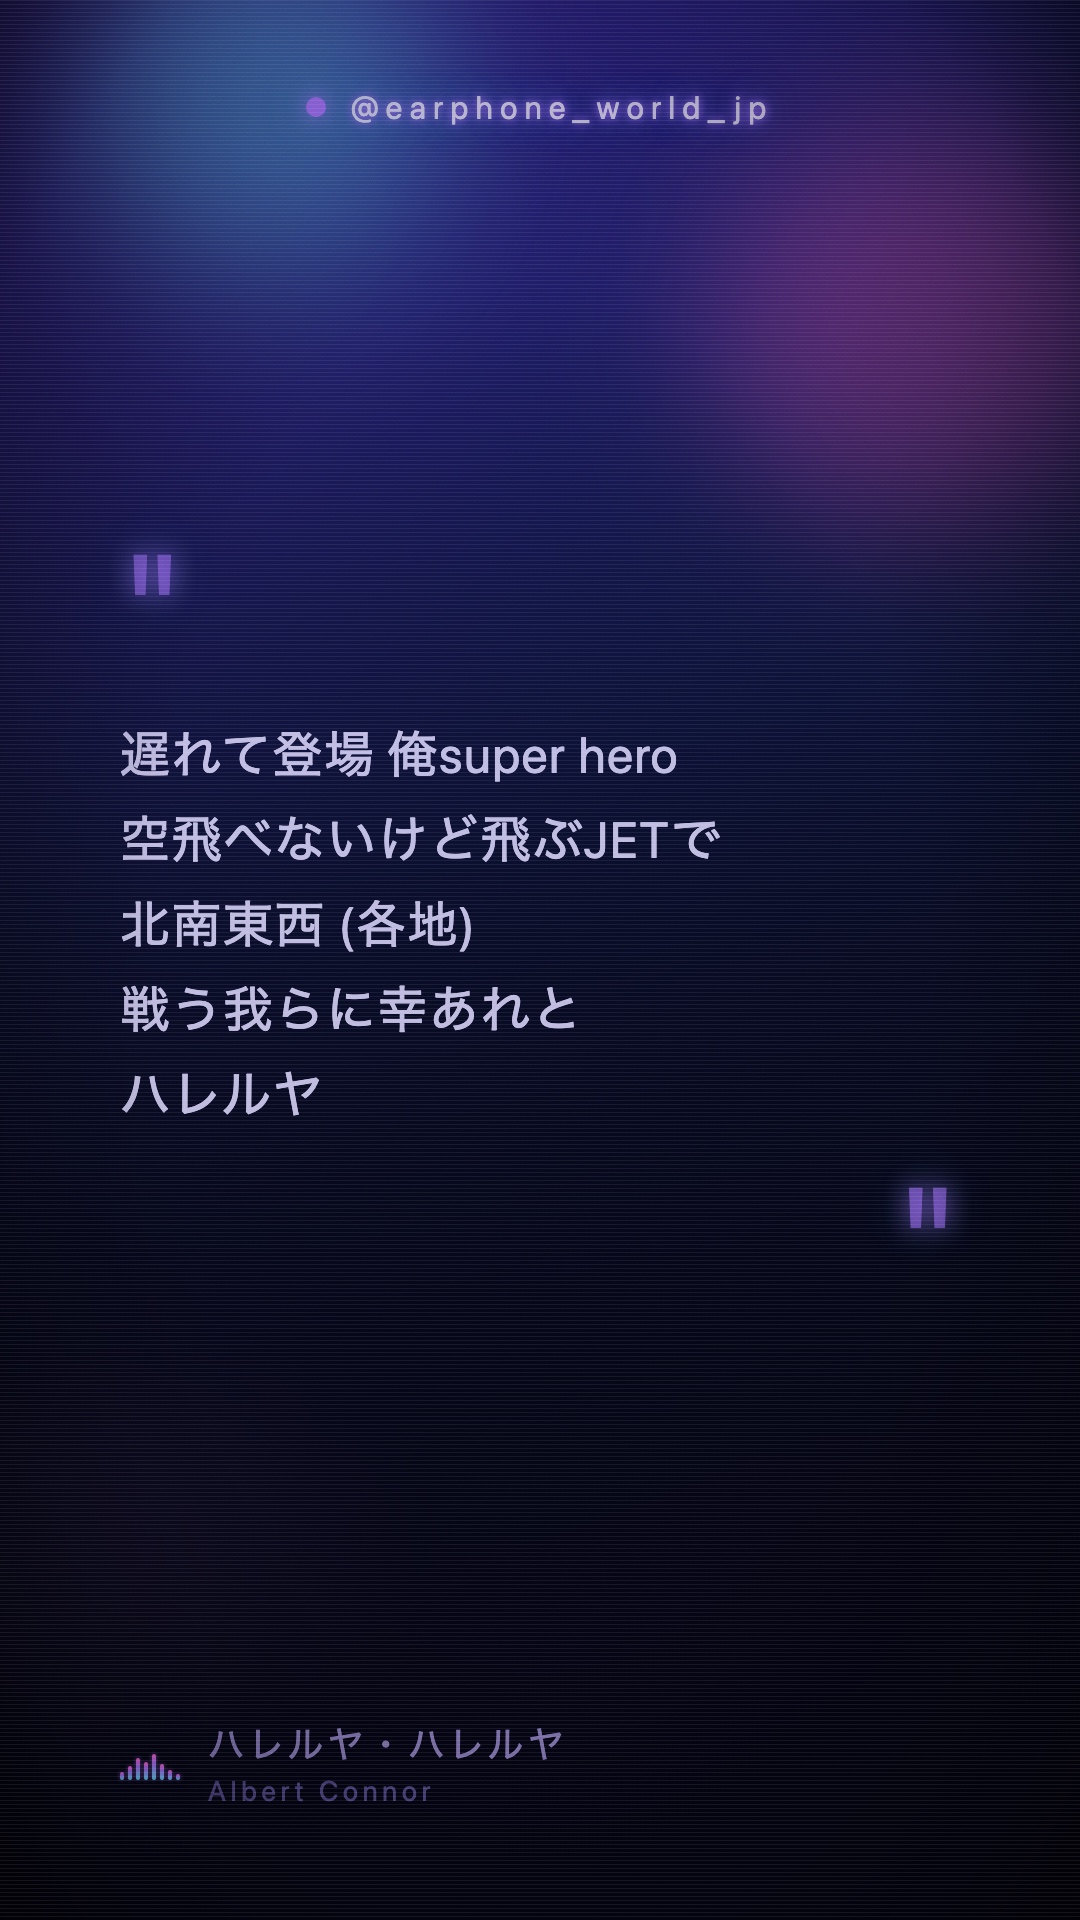 @earphone_world_jp
"
遅れて登場 俺super hero
空飛べないけど飛ぶJETで
北南東西 (各地)
戦う我らに幸あれと
ハレルヤ
"
ハレルヤ・ハレルヤ
Albert Connor